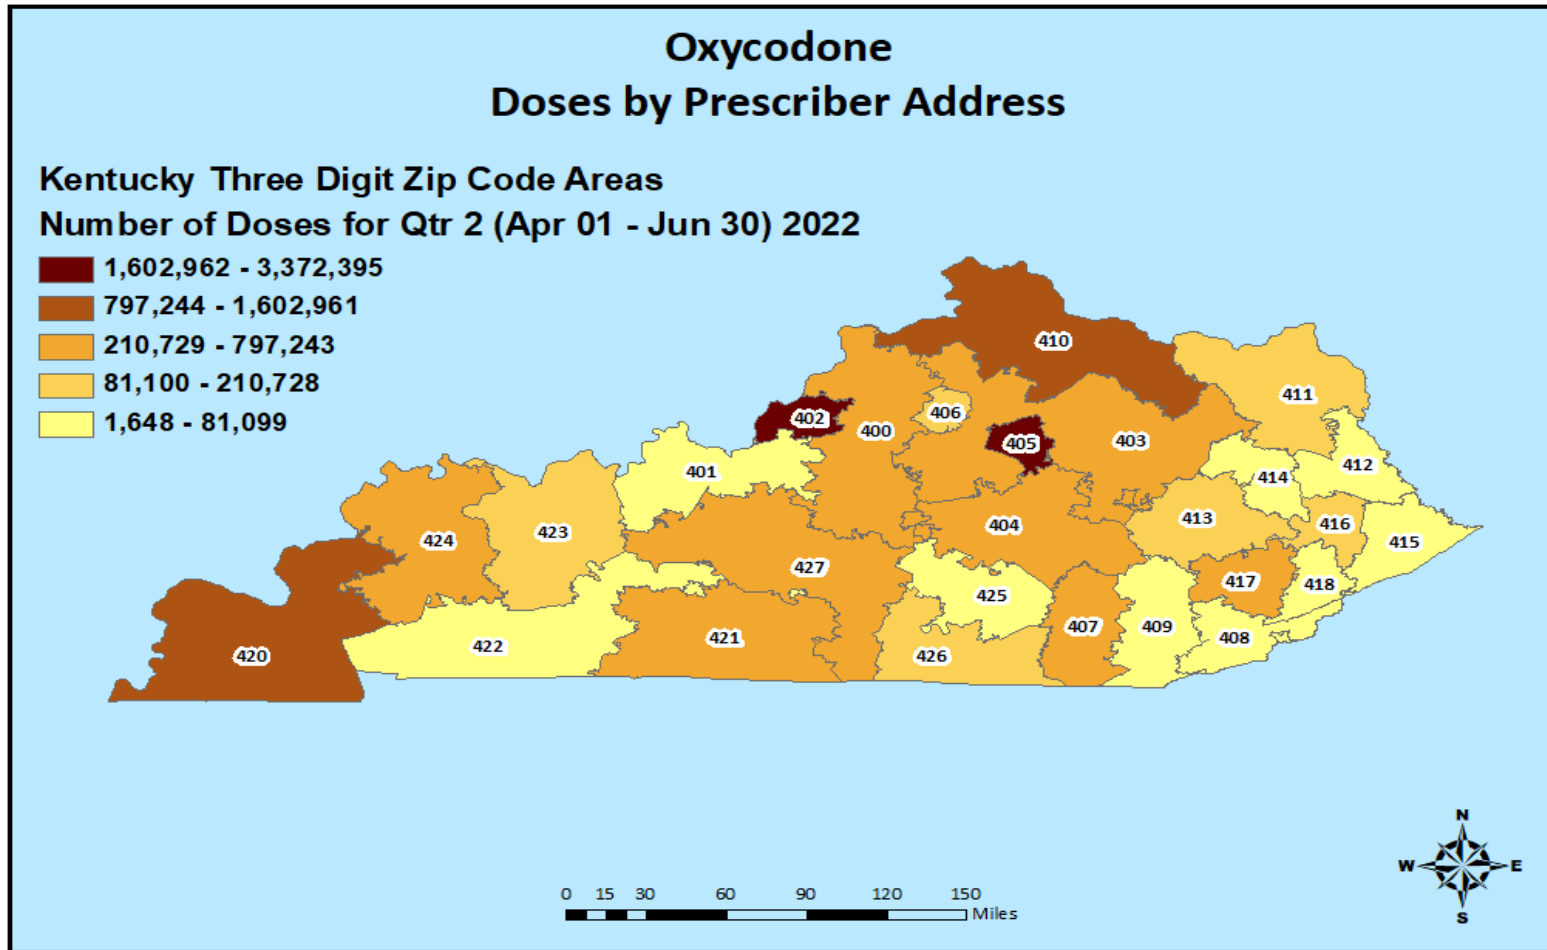 Oxycodone
Doses by Prescriber Address
Kentucky Three Digit Zip Code Areas
Number of Doses for Qtr 2 (Apr 01 - Jun 30) 2022
1,602,962 - 3,372,395
797,244 - 1,602,961
210,729 - 797,243
81,100 - 210,728
1,648 - 81,099
410
411
406
402
400
405
403
401
412
414
413
416
415
423
424
404
427
417
418
425
407
409
408
421
422
426
420
N
W E
S
0 15 30 60 90 120 150
Miles